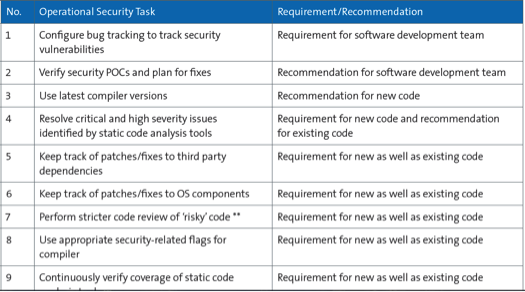 No. Operational Security Task Requirement/Recommendation
1 Configure bug tracking to track security Requirement for software development team
vulnerabilities
2 Verify security POCs and plan for fixes Recommendation for software development team
3 Use latest compiler versions Recommendation for new code
4 Resolve critical and high severity issues Requirement for new code and recommendation
identified by static code analysis tools for existing code
5 Keep track of patches/fixes to third party Requirement for new as well as existing code
dependencies
6 Keep track of patches/fixes to OS components Requirement for new as well as existing code
7 Perform stricter code review of 'risky' code ** Requirement for new as well as existing code
8 Use appropriate security-related flags for Requirement for new as well as existing code
compiler
9 Continuously verify coverage of static code Requirement for new as well as existing code